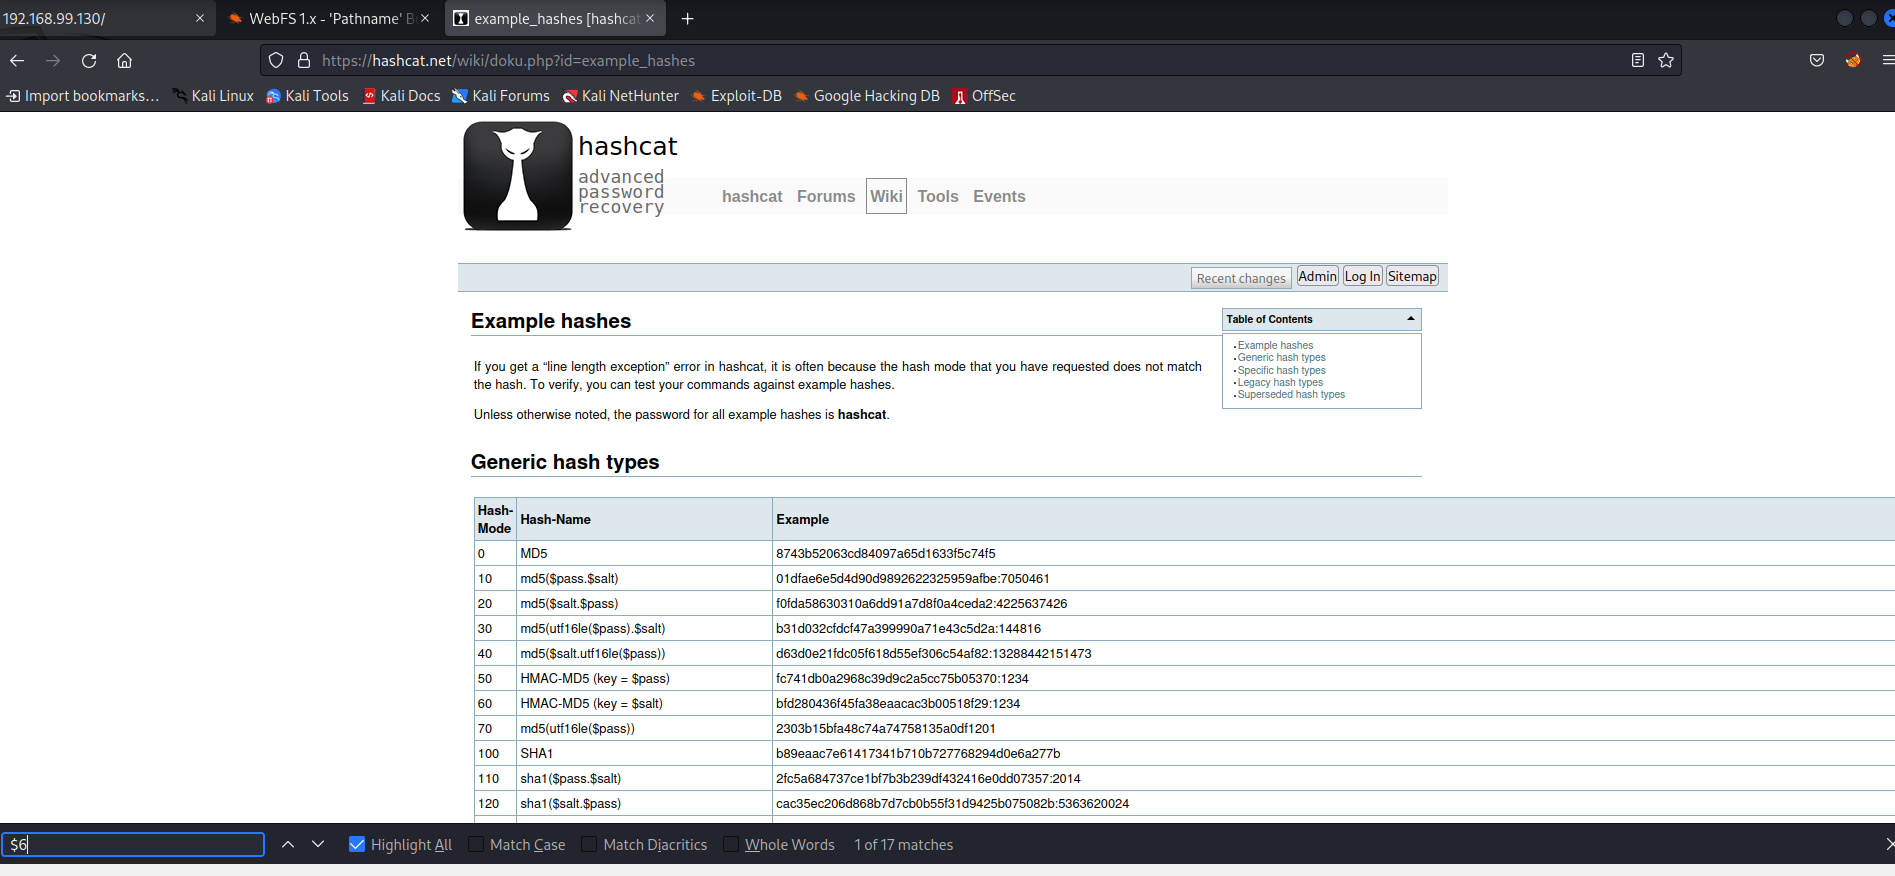 192.168.99.130/
WebFS 1.x - 'Pathname' B
example_hashes [hashcat
https://hashcat.net/wiki/doku.php?id=example_hashes
Import bookmarks... Kali Linux Kali Tools Kali Docs Kali Forums Kali NetHunter Exploit-DB Google Hacking DB OffSec
hashcat
advanced
password
recovery
hashcat Forums Wiki Tools Events
Recent changes Admin Log In Sitemap
Example hashes
Table of Contents
Example hashes
Generic hash types
Specific hash types
Legacy hash types
Superseded hash types
If you get a “line length exception” error in hashcat, it is often because the hash mode that you have requested does not match
the hash. To verify, you can test your commands against example hashes.
Unless otherwise noted, the password for all example hashes is hashcat.
Generic hash types
Hash-
Mode Hash-Name Example
0 MD5 8743b52063cd84097a65d1633f5c74f5
10 md5($pass.$salt) 01dfae6e5d4d90d9892622325959afbe:7050461
20 md5($salt.$pass) f0fda58630310a6dd91a7d8f0a4ceda2:4225637426
30 md5(utf16le($pass).$salt) b31d032cfdcf47a399990a71e43c5d2a:144816
40 md5($salt.utf16le($pass)) d63d0e21fdc05f618d55ef306c54af82:13288442151473
50 HMAC-MD5 (key = $pass) fc741db0a2968c39d9c2a5cc75b05370:1234
60 HMAC-MD5 (key = $salt) bfd280436f45fa38eaacac3b00518f29:1234
70 md5(utf16le($pass)) 2303b15bfa48c74a74758135a0df1201
100 SHA1 b89eaac7e61417341b710b727768294d0e6a277b
110 sha1($pass.$salt) 2fc5a684737ce1bf7b3b239df432416e0dd07357:2014
120 sha1($salt.$pass) cac35ec206d868b7d7cb0b55f31d9425b075082b:5363620024
$6 Highlight All Match Case Match Diacritics Whole Words 1 of 17 matches